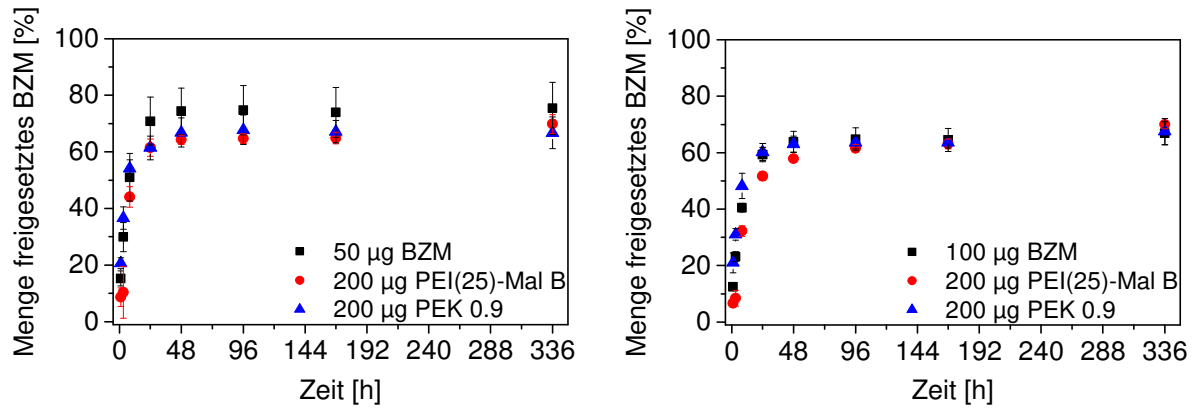 Menge freigesetztes BZM [%]
100
80
60
40
20
0
50 µg BZM
200 µg PEI(25)-Mal B
200 µg PEK 0.9
0 48 96 144 192 240 288 336
Zeit [h]
Menge freigesetztes BZM [%]
100
80
60
40
20
0
100 µg BZM
200 µg PEI(25)-Mal B
200 µg PEK 0.9
0 48 96 144 192 240 288 336
Zeit [h]